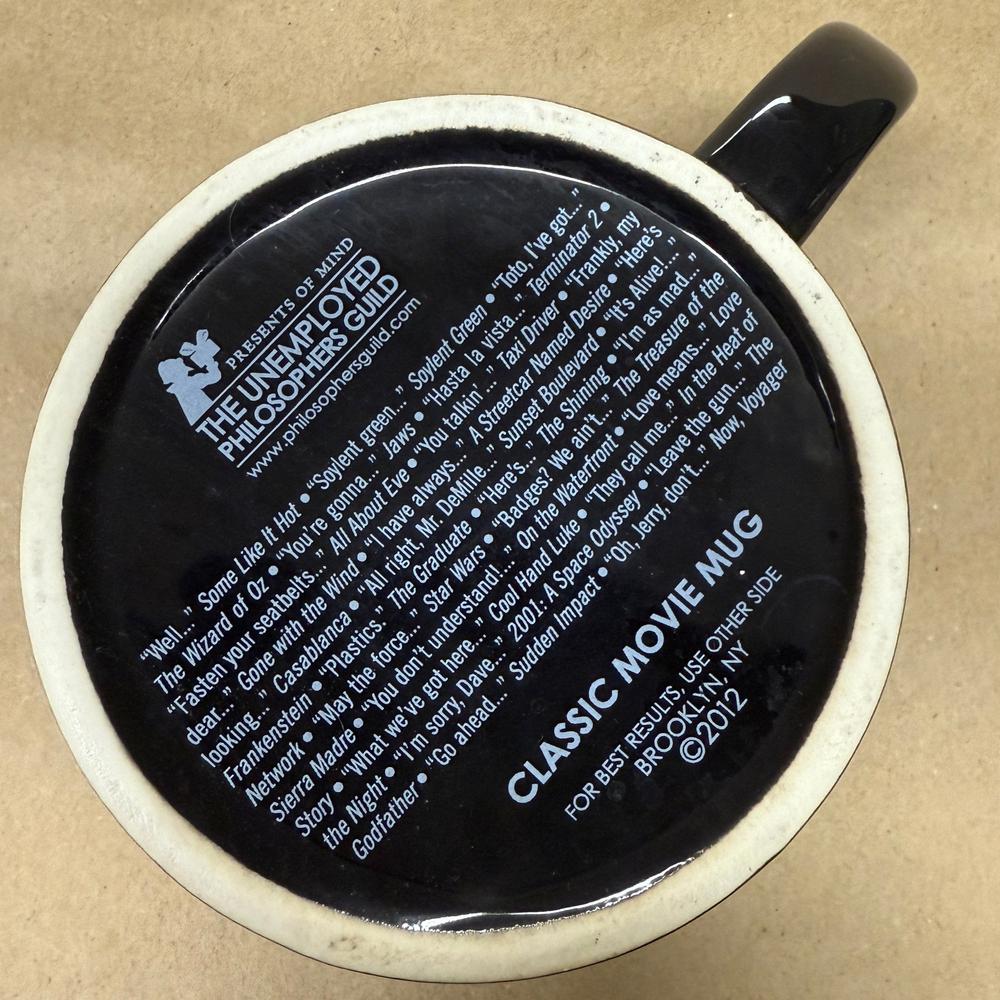 PRESENTS OF MIND
THE UNEMPLOYED
PHILOSOPHERS GUILD
www.philosophersguild.com
“Well...” Some Like It Hot • “Soylent green...” Soylent Green • “Toto, I've got...”
The Wizard of Oz • “You're gonna...” Jaws • “Hasta la vista...” Terminator 2 •
“Fasten your seatbelts...” All About Eve • “You talkin'...” Taxi Driver • “Frankly, my
dear...” Gone with the Wind • “I have always...” A Streetcar Named Desire • “Here's
looking...” Casablanca • “All right, Mr. DeMille...” Sunset Boulevard • “It's Alive!...”
Frankenstein • “Plastics.” The Graduate • “Here's...” The Shining • “I'm as mad...”
Network • “May the force...” Star Wars • “Badges? We ain't...” The Treasure of the
Sierra Madre • “You don't understand!...” On the Waterfront • “Love means...” Love
Story • “What we've got here...” Cool Hand Luke • “They call me...” In the Heat of
the Night • “I'm sorry, Dave...” 2001: A Space Odyssey • “Leave the gun...” The
Godfather • “Go ahead...” Sudden Impact • “Oh, Jerry, don't... Now, Voyager
CLASSIC MOVIE MUG
FOR BEST RESULTS, USE OTHER SIDE
BROOKLYN, NY
©2012